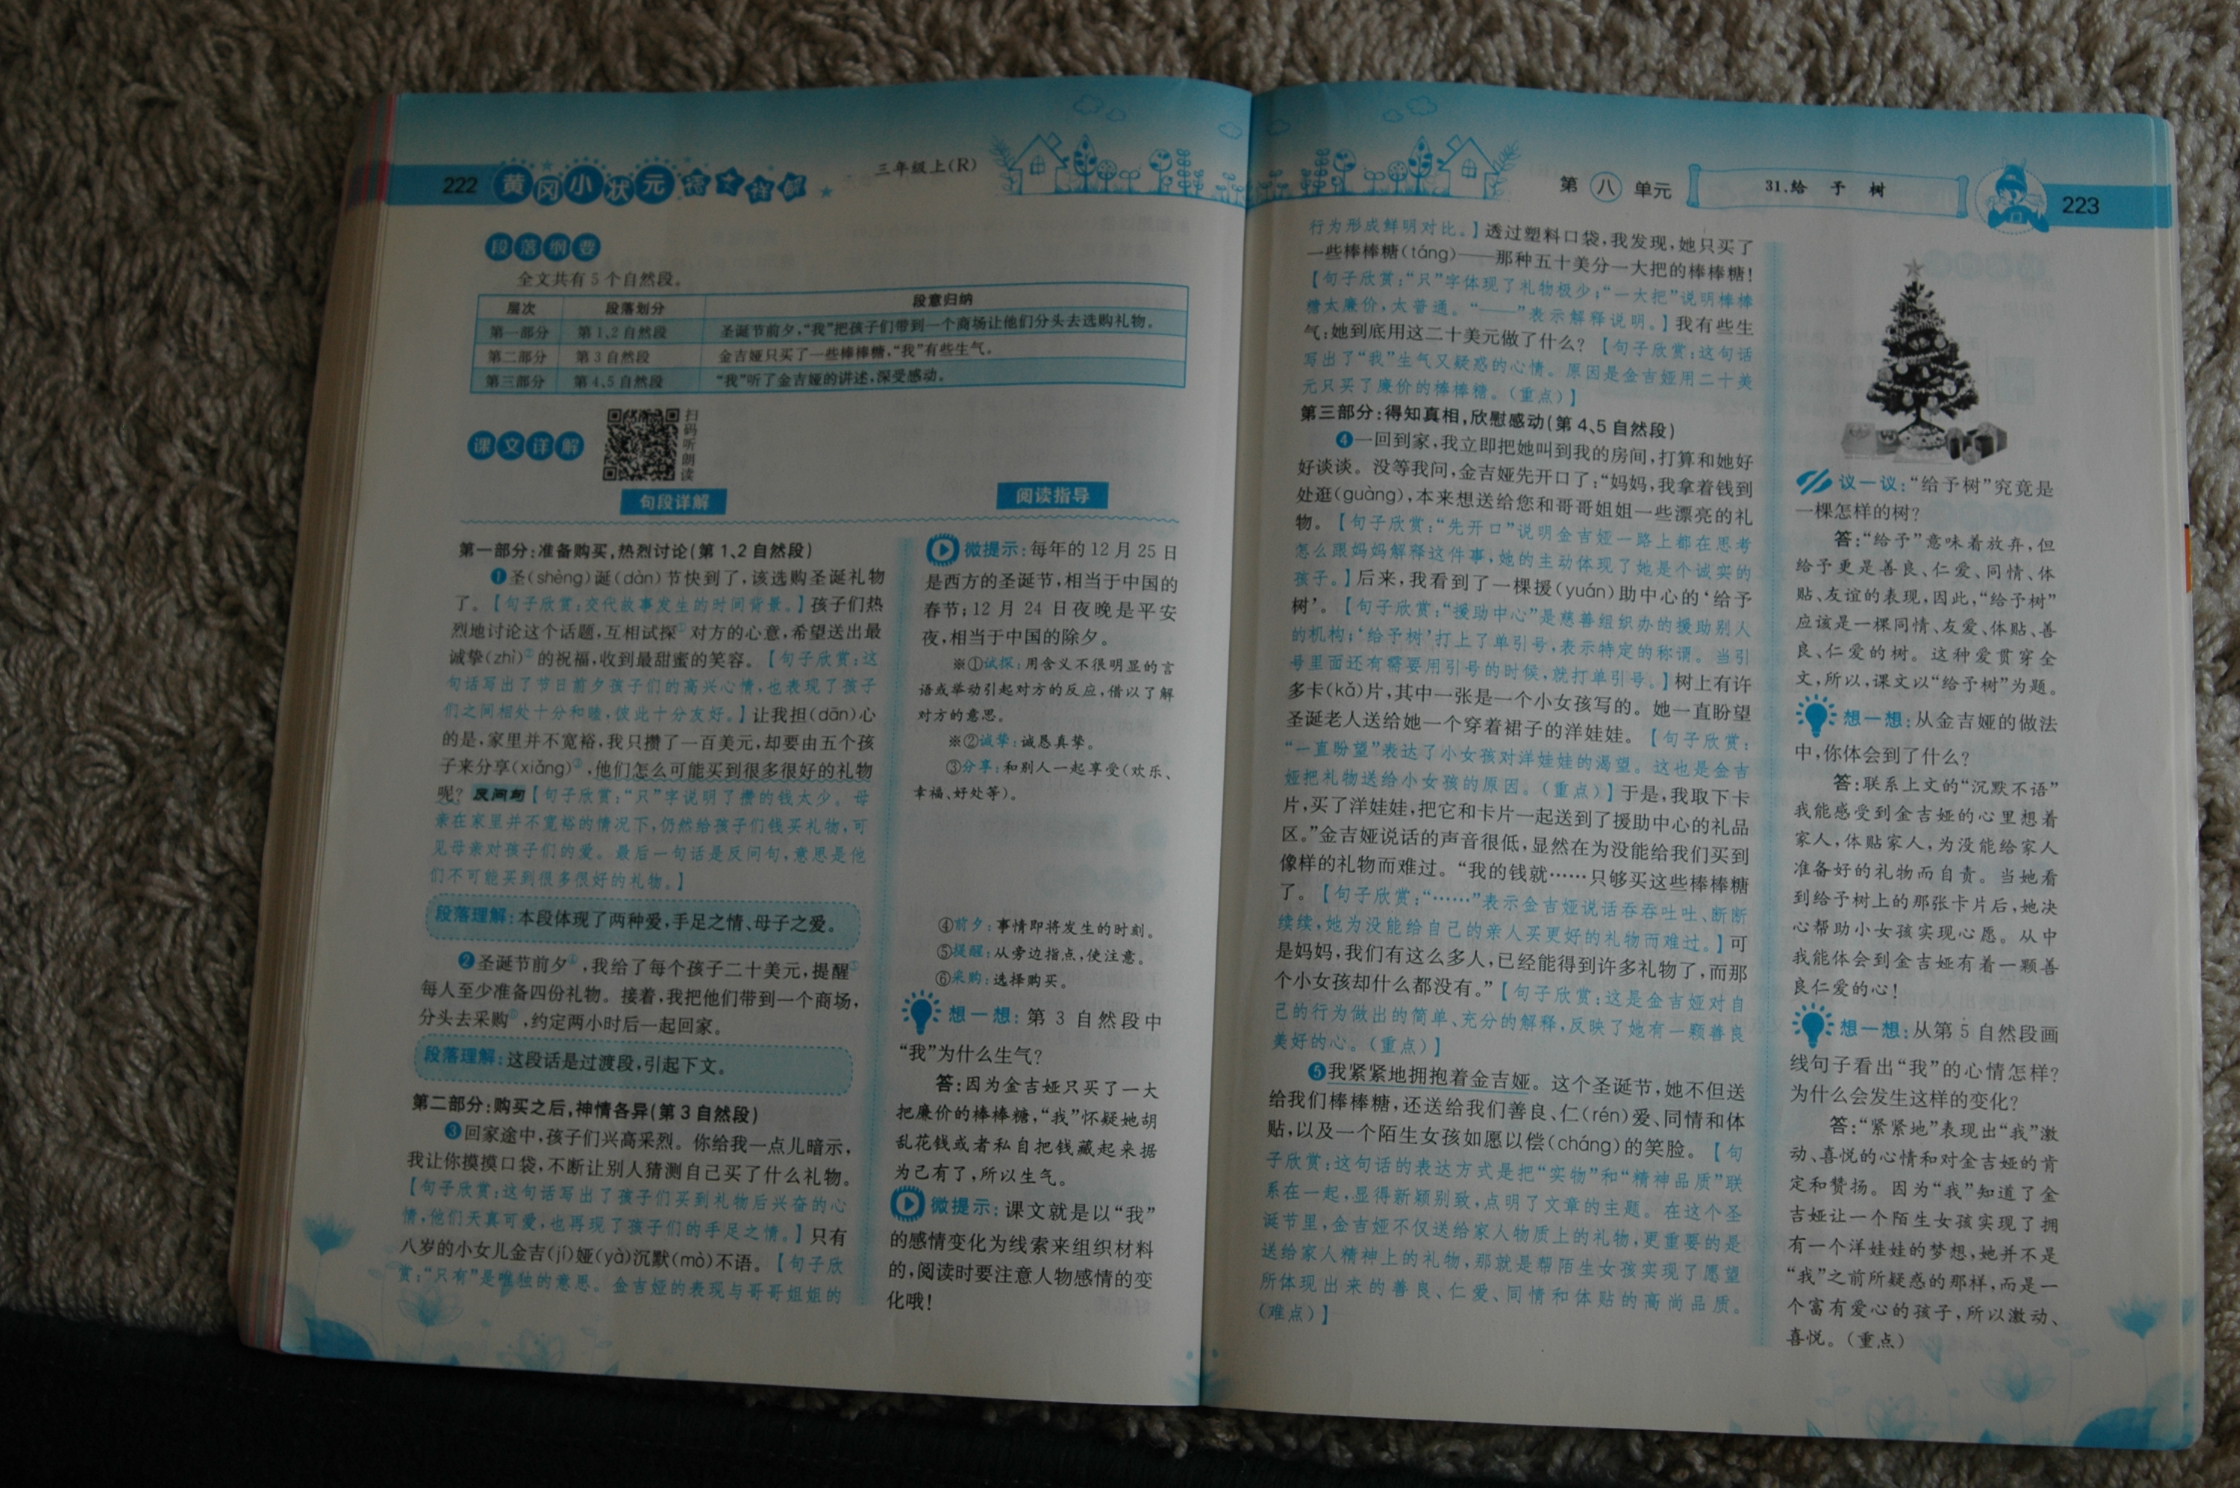 222 黄冈小状元 三年级上(R)
段落纲要
全文共有5个自然段。
层次 段落划分 段意归纳
第一部分 第1、2自然段 圣诞节前夕,“我”把孩子们带到一个商场让他们分头去选购礼物。
第二部分 第3自然段 金吉娅只买了一些棒棒糖,“我”有些生气。
第三部分 第4、5自然段 “我”听了金吉娅的讲述,深受感动。
课文详解
扫码听朗读
句段详解
第一部分:准备购买,热烈讨论(第1、2自然段)
❶圣(shèng)诞(dàn)节快到了,该选购圣诞礼物
了。【句子欣赏:交代故事发生的时间背景。】孩子们热
烈地讨论这个话题,互相试探①对方的心意,希望送出最
诚挚(zhì)②的祝福,收到最甜蜜的笑容。【句子欣赏:这
句话写出了节日前夕孩子们的高兴心情,也表现了孩子
们之间相处十分和睦,彼此十分友好。】让我担(dān)心
的是,家里并不宽裕,我只攒了一百美元,却要由五个孩
子来分享(xiǎng)③,他们怎么可能买到很多很好的礼物
呢?反问句【句子欣赏:“只”字说明了攒的钱太少。母
亲在家里并不宽裕的情况下,仍然给孩子们钱买礼物,可
见母亲对孩子们的爱。最后一句话是反问句,意思是他
们不可能买到很多很好的礼物。】
段落理解:本段体现了两种爱,手足之情、母子之爱。
❷圣诞节前夕④,我给了每个孩子二十美元,提醒⑤
每人至少准备四份礼物。接着,我把他们带到一个商场,
分头去采购⑥,约定两小时后一起回家。
段落理解:这段话是过渡段,引起下文。
第二部分:购买之后,神情各异(第3自然段)
❸回家途中,孩子们兴高采烈。你给我一点儿暗示,
我让你摸摸口袋,不断让别人猜测自己买了什么礼物。
【句子欣赏:这句话写出了孩子们买到礼物后兴奋的心
情,他们天真可爱,也再现了孩子们的手足之情。】只有
八岁的小女儿金吉(jí)娅(yà)沉默(mò)不语。【句子欣
赏:“只有”是唯独的意思。金吉娅的表现与哥哥姐姐的
阅读指导
微提示:每年的12月25日
是西方的圣诞节,相当于中国的
春节;12月24日夜晚是平安
夜,相当于中国的除夕。
※①试探:用含义不很明显的言
语或举动引起对方的反应,借以了解
对方的意思。
※②诚挚:诚恳真挚。
③分享:和别人一起享受(欢乐、
幸福、好处等)。
④前夕:事情即将发生的时刻。
⑤提醒:从旁边指点,使注意。
⑥采购:选择购买。
想一想:第3自然段中
“我”为什么生气?
答:因为金吉娅只买了一大
把廉价的棒棒糖,“我”怀疑她胡
乱花钱或者私自把钱藏起来据
为己有了,所以生气。
微提示:课文就是以“我”
的感情变化为线索来组织材料
的,阅读时要注意人物感情的变
化哦!
第八单元 31.给予树 223
行为形成鲜明对比。】透过塑料口袋,我发现,她只买了
一些棒棒糖(táng)——那种五十美分一大把的棒棒糖!
【句子欣赏:“只”字体现了礼物极少;“一大把”说明棒棒
糖太廉价,太普通。“——”表示解释说明。】我有些生
气:她到底用这二十美元做了什么?【句子欣赏:这句话
写出了“我”生气又疑惑的心情。原因是金吉娅用二十美
元只买了廉价的棒棒糖。(重点)】
第三部分:得知真相,欣慰感动(第4、5自然段)
❹一回到家,我立即把她叫到我的房间,打算和她好
好谈谈。没等我问,金吉娅先开口了:“妈妈,我拿着钱到
处逛(guàng),本来想送给您和哥哥姐姐一些漂亮的礼
物。【句子欣赏:“先开口”说明金吉娅一路上都在思考
怎么跟妈妈解释这件事,她的主动体现了她是个诚实的
孩子。】后来,我看到了一棵援(yuán)助中心的‘给予
树’。【句子欣赏:“援助中心”是慈善组织办的援助别人
的机构;‘给予树’打上了单引号,表示特定的称谓。当引
号里面还有需要用引号的时候,就打单引号。】树上有许
多卡(kǎ)片,其中一张是一个小女孩写的。她一直盼望
圣诞老人送给她一个穿着裙子的洋娃娃。【句子欣赏:
“一直盼望”表达了小女孩对洋娃娃的渴望。这也是金吉
娅把礼物送给小女孩的原因。(重点)】于是,我取下卡
片,买了洋娃娃,把它和卡片一起送到了援助中心的礼品
区。”金吉娅说话的声音很低,显然在为没能给我们买到
像样的礼物而难过。“我的钱就……只够买这些棒棒糖
了。【句子欣赏:“……”表示金吉娅说话吞吞吐吐、断断
续续,她为没能给自己的亲人买更好的礼物而难过。】可
是妈妈,我们有这么多人,已经能得到许多礼物了,而那
个小女孩却什么都没有。”【句子欣赏:这是金吉娅对自
己的行为做出的简单、充分的解释,反映了她有一颗善良
美好的心。(重点)】
❺我紧紧地拥抱着金吉娅。这个圣诞节,她不但送
给我们棒棒糖,还送给我们善良、仁(rén)爱、同情和体
贴,以及一个陌生女孩如愿以偿(cháng)的笑脸。【句
子欣赏:这句话的表达方式是把“实物”和“精神品质”联
系在一起,显得新颖别致,点明了文章的主题。在这个圣
诞节里,金吉娅不仅送给家人物质上的礼物,更重要的是
送给家人精神上的礼物,那就是帮陌生女孩实现了愿望
所体现出来的善良、仁爱、同情和体贴的高尚品质。
(难点)】
议一议:“给予树”究竟是
一棵怎样的树?
答:“给予”意味着放弃,但
给予更是善良、仁爱、同情、体
贴、友谊的表现,因此,“给予树”
应该是一棵同情、友爱、体贴、善
良、仁爱的树。这种爱贯穿全
文,所以,课文以“给予树”为题。
想一想:从金吉娅的做法
中,你体会到了什么?
答:联系上文的“沉默不语”
我能感受到金吉娅的心里想着
家人,体贴家人,为没能给家人
准备好的礼物而自责。当她看
到给予树上的那张卡片后,她决
心帮助小女孩实现心愿。从中
我能体会到金吉娅有着一颗善
良仁爱的心!
想一想:从第5自然段画
线句子看出“我”的心情怎样?
为什么会发生这样的变化?
答:“紧紧地”表现出“我”激
动、喜悦的心情和对金吉娅的肯
定和赞扬。因为“我”知道了金
吉娅让一个陌生女孩实现了拥
有一个洋娃娃的梦想,她并不是
“我”之前所疑惑的那样,而是一
个富有爱心的孩子,所以激动、
喜悦。(重点)